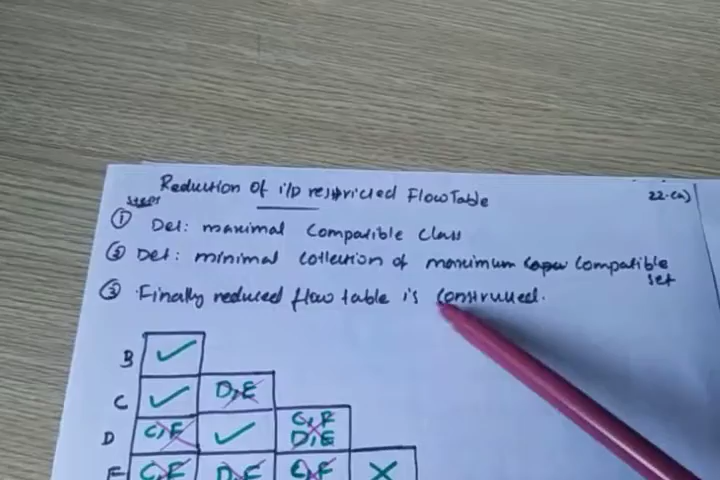 Reduction Of i/p restricted Flow Table
22.(a)
Steps
① Det: maximal Compatible Class
② Det: minimal Collection of maximum Compatible
set
③ Finally reduced flow table is Constructed.
B ✓
C ✓ D,E
D C,F ✓ C,F
D,E
E C,F D,E C,F X